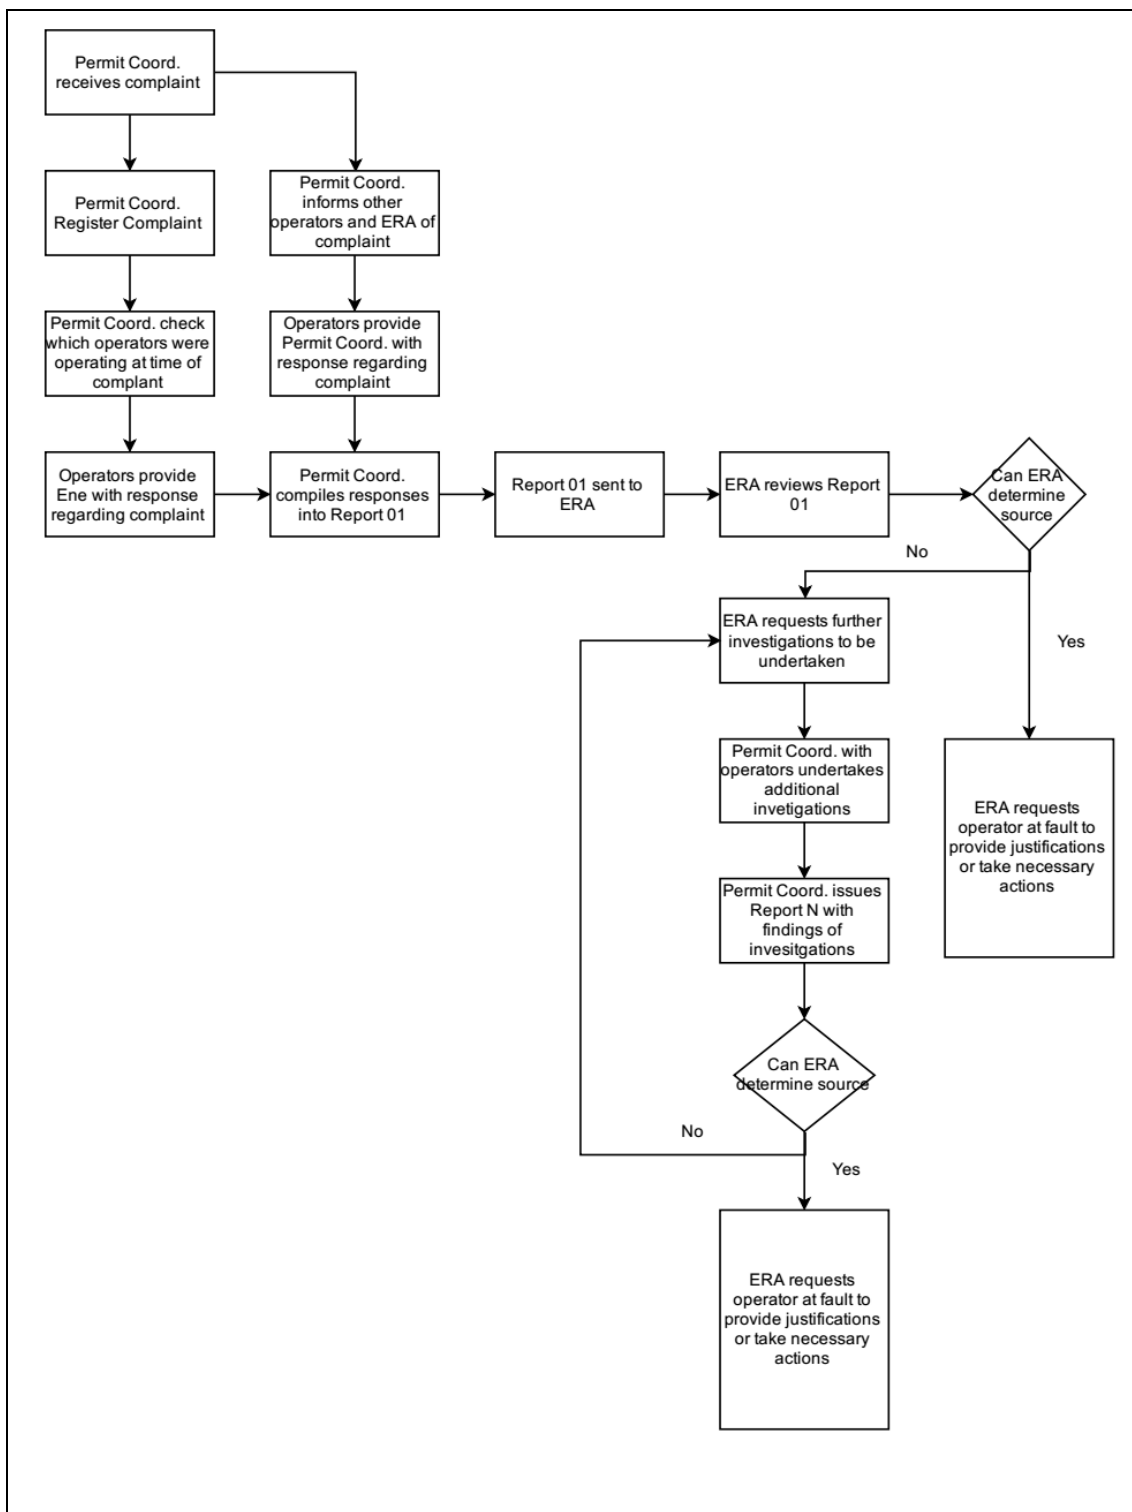 Permit Coord.
receives complaint
Permit Coord.
Register Complaint
Permit Coord.
informs other
operators and ERA of
complaint
Permit Coord. check
which operators were
operating at time of
complant
Operators provide
Permit Coord. with
response regarding
complaint
Operators provide
Ene with response
regarding complaint
Permit Coord.
compiles responses
into Report 01
Report 01 sent to
ERA
ERA reviews Report
01
Can ERA
determine
source
No
Yes
ERA requests further
investigations to be
undertaken
Permit Coord. with
operators undertakes
additional
invetigations
ERA requests
operator at fault to
provide justifications
or take necessary
actions
Permit Coord. issues
Report N with
findings of
invesitgations
Can ERA
determine source
No
Yes
ERA requests
operator at fault to
provide justifications
or take necessary
actions